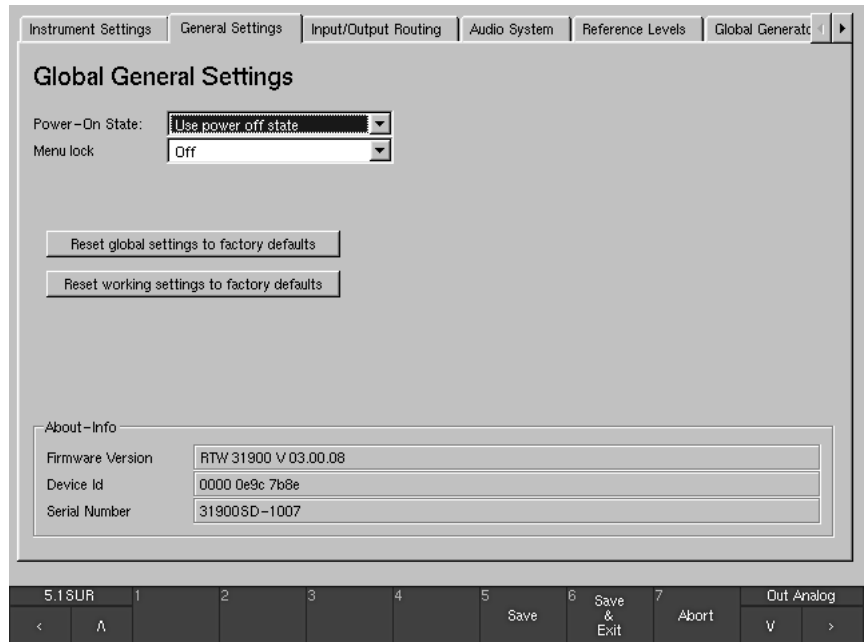 Instrument Settings General Settings Input/Output Routing Audio System Reference Levels Global Generato
Global General Settings
Power-On State: Use power off state
Menu lock Off
Reset global settings to factory defaults
Reset working settings to factory defaults
About-Info
Firmware Version RTW 31900 V 03.00.08
Device Id 0000 0e9c 7b8e
Serial Number 31900SD-1007
5.1SUR 1 2 3 4 5 Save 6 Save & Exit 7 Abort Out Analog
< Λ V >